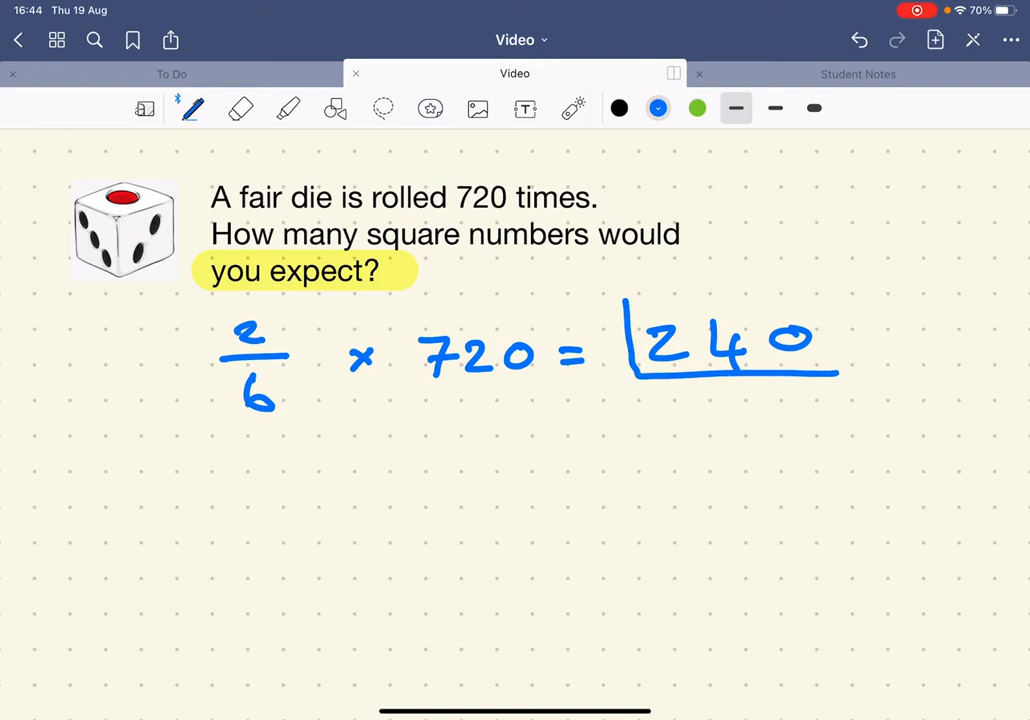 16:44 Thu 19 Aug 70%
Video
To Do Video Student Notes
T
A fair die is rolled 720 times.
How many square numbers would
you expect?
2/6 × 720 = 240